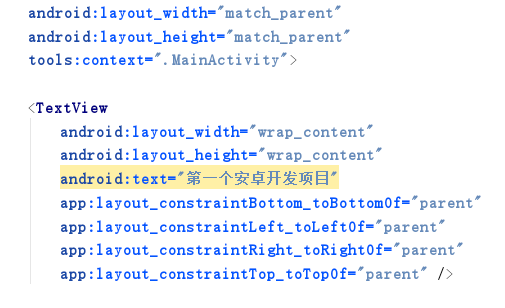 android:layout_width="match_parent"
android:layout_height="match_parent"
tools:context=".MainActivity">
<TextView
android:layout_width="wrap_content"
android:layout_height="wrap_content"
android:text="第一个安卓开发项目"
app:layout_constraintBottom_toBottomOf="parent"
app:layout_constraintLeft_toLeftOf="parent"
app:layout_constraintRight_toRightOf="parent"
app:layout_constraintTop_toTopOf="parent" />